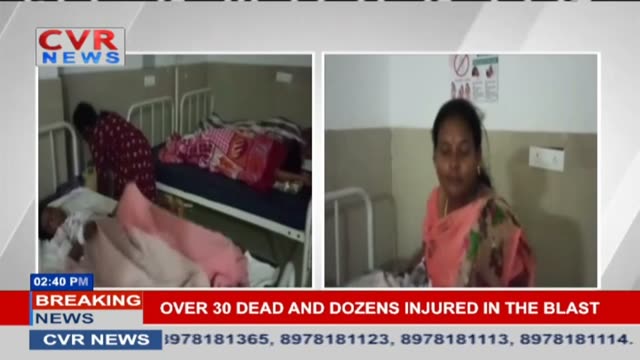 CVR
NEWS
02:40 PM
BREAKING
NEWS
OVER 30 DEAD AND DOZENS INJURED IN THE BLAST
CVR NEWS
8978181365, 8978181123, 8978181113, 8978181114.